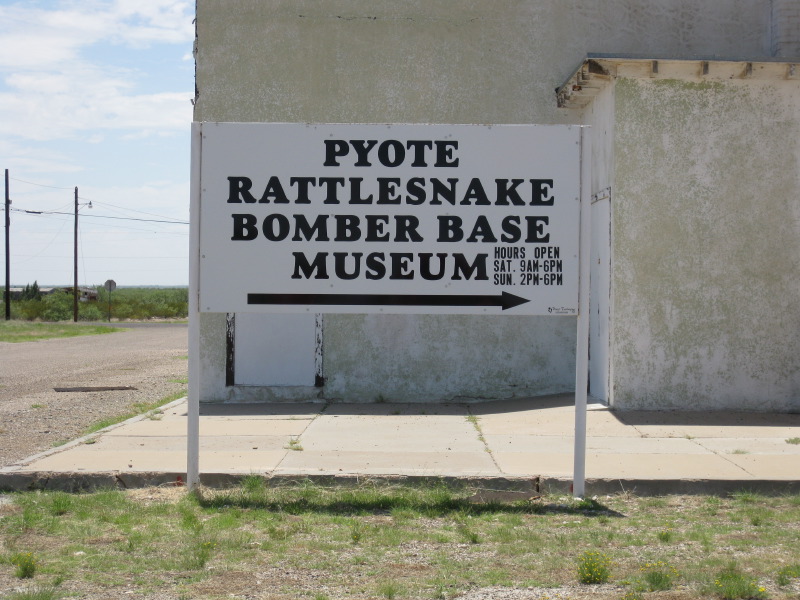 PYOTE
RATTLESNAKE
BOMBER BASE
MUSEUM
HOURS OPEN
SAT. 9AM-6PM
SUN. 2PM-6PM